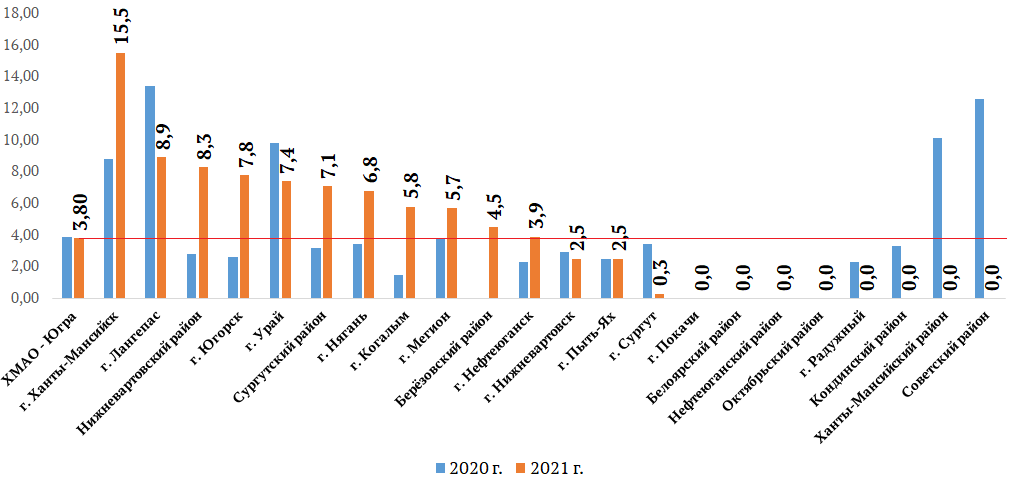 18,00
16,00
14,00
12,00
10,00
8,00
6,00
4,00
2,00
0,00
3,80
15,5
8,9
8,3
7,8
7,4
7,1
6,8
5,8
5,7
4,5
3,9
2,5
2,5
0,3
0,0
0,0
0,0
0,0
0,0
0,0
0,0
0,0
ХМАО - Югра
г. Ханты-Мансийск
г. Лангепас
Нижневартовский район
г. Югорск
г. Урай
Сургутский район
г. Нягань
г. Когалым
г. Мегион
Берёзовский район
г. Нефтеюганск
г. Нижневартовск
г. Пыть-Ях
г. Сургут
г. Покачи
Белоярский район
Нефтеюганский район
Октябрьский район
г. Радужный
Кондинский район
Ханты-Мансийский район
Советский район
2020 г.
2021 г.